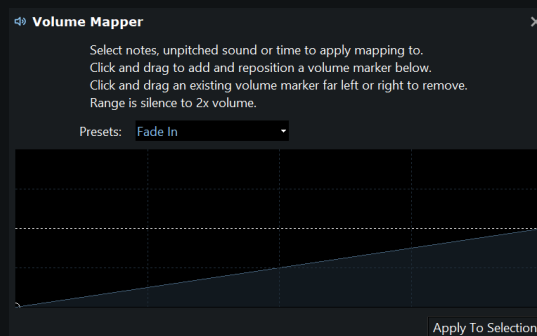 Volume Mapper
Select notes, unpitched sound or time to apply mapping to.
Click and drag to add and reposition a volume marker below.
Click and drag an existing volume marker far left or right to remove.
Range is silence to 2x volume.
Presets: Fade In
Apply To Selection